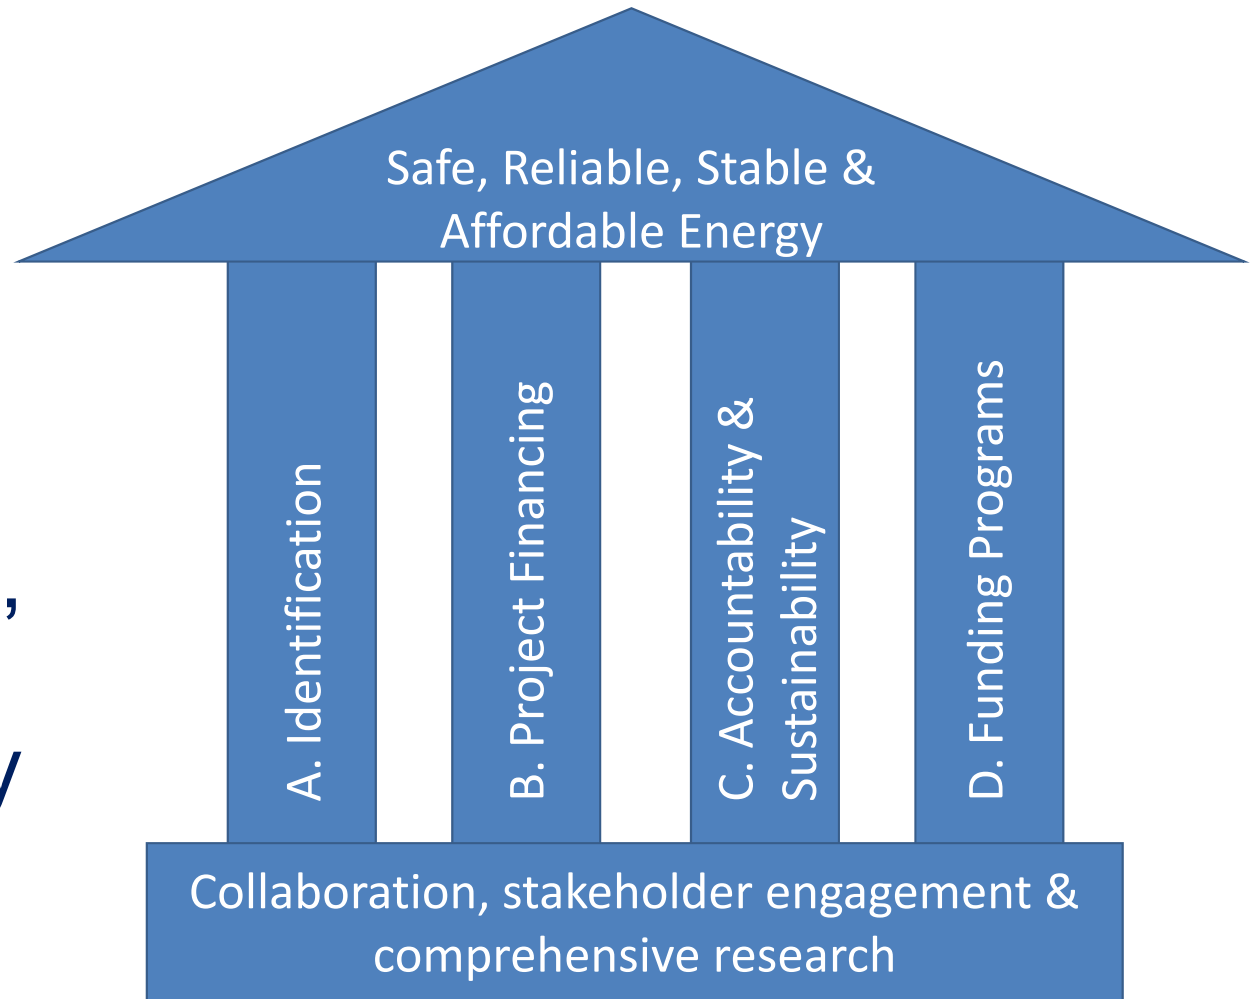 Safe, Reliable, Stable &
Affordable Energy
A. Identification
B. Project Financing
C. Accountability &
Sustainability
D. Funding Programs
,
y
Collaboration, stakeholder engagement &
comprehensive research